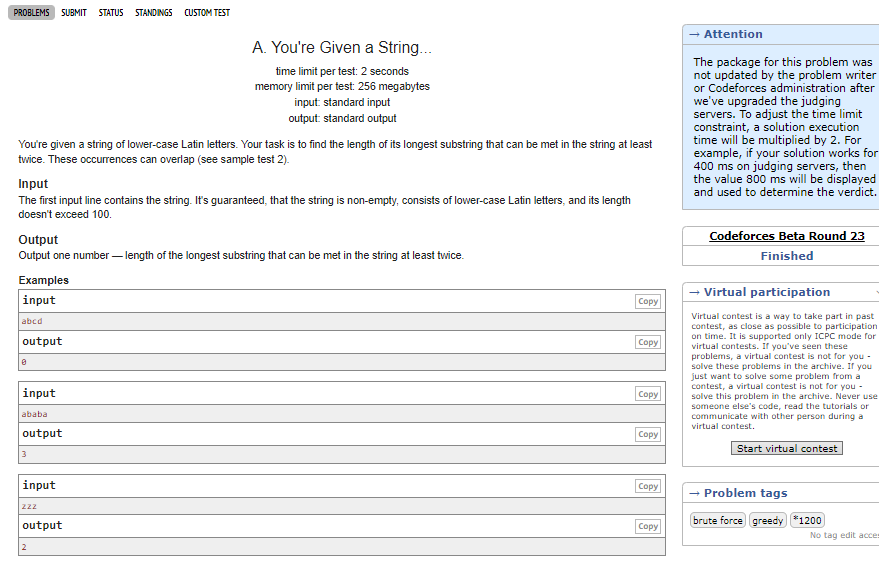 PROBLEMS SUBMIT STATUS STANDINGS CUSTOM TEST
A. You're Given a String...
time limit per test: 2 seconds
memory limit per test: 256 megabytes
input: standard input
output: standard output
You're given a string of lower-case Latin letters. Your task is to find the length of its longest substring that can be met in the string at least
twice. These occurrences can overlap (see sample test 2).
Input
The first input line contains the string. It's guaranteed, that the string is non-empty, consists of lower-case Latin letters, and its length
doesn't exceed 100.
Output
Output one number — length of the longest substring that can be met in the string at least twice.
Examples
input
Copy
abcd
output
Copy
0
input
Copy
ababa
output
Copy
3
input
Copy
zzz
output
Copy
2
→ Attention
The package for this problem was
not updated by the problem writer
or Codeforces administration after
we've upgraded the judging
servers. To adjust the time limit
constraint, a solution execution
time will be multiplied by 2. For
example, if your solution works for
400 ms on judging servers, then
the value 800 ms will be displayed
and used to determine the verdict.
Codeforces Beta Round 23
Finished
→ Virtual participation
Virtual contest is a way to take part in past
contest, as close as possible to participation
on time. It is supported only ICPC mode for
virtual contests. If you've seen these
problems, a virtual contest is not for you -
solve these problems in the archive. If you
just want to solve some problem from a
contest, a virtual contest is not for you -
solve this problem in the archive. Never use
someone else's code, read the tutorials or
communicate with other person during a
virtual contest.
Start virtual contest
→ Problem tags
brute force greedy *1200
No tag edit acces